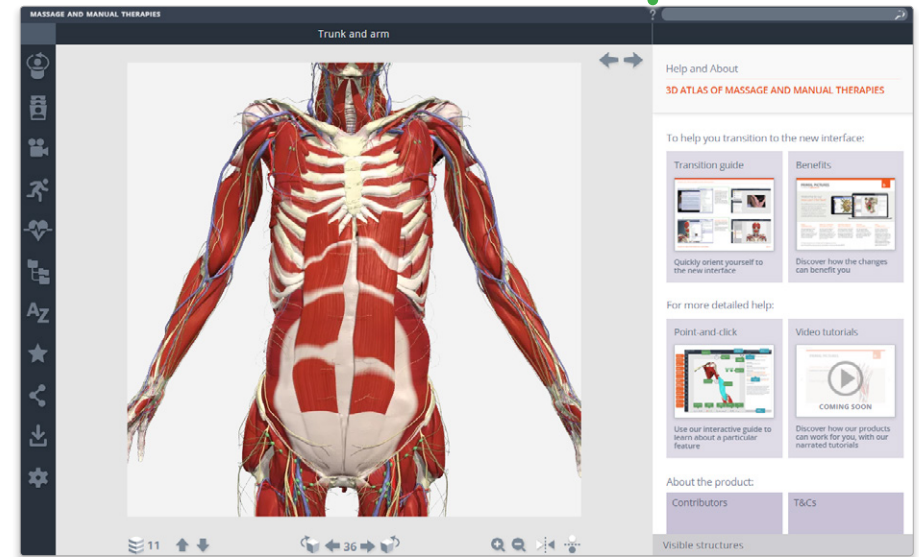 MASSAGE AND MANUAL THERAPIES
?
Trunk and arm
Help and About
3D ATLAS OF MASSAGE AND MANUAL THERAPIES
To help you transition to the new interface:
Transition guide
Quickly orient yourself to
the new interface
Benefits
Discover how the changes
can benefit you
For more detailed help:
Point-and-click
Use our interactive guide to
learn about a particular
feature
Video tutorials
COMING SOON
Discover how our products
can work for you, with our
narrated tutorials
About the product:
Contributors
T&Cs
Visible structures
AZ
11
36